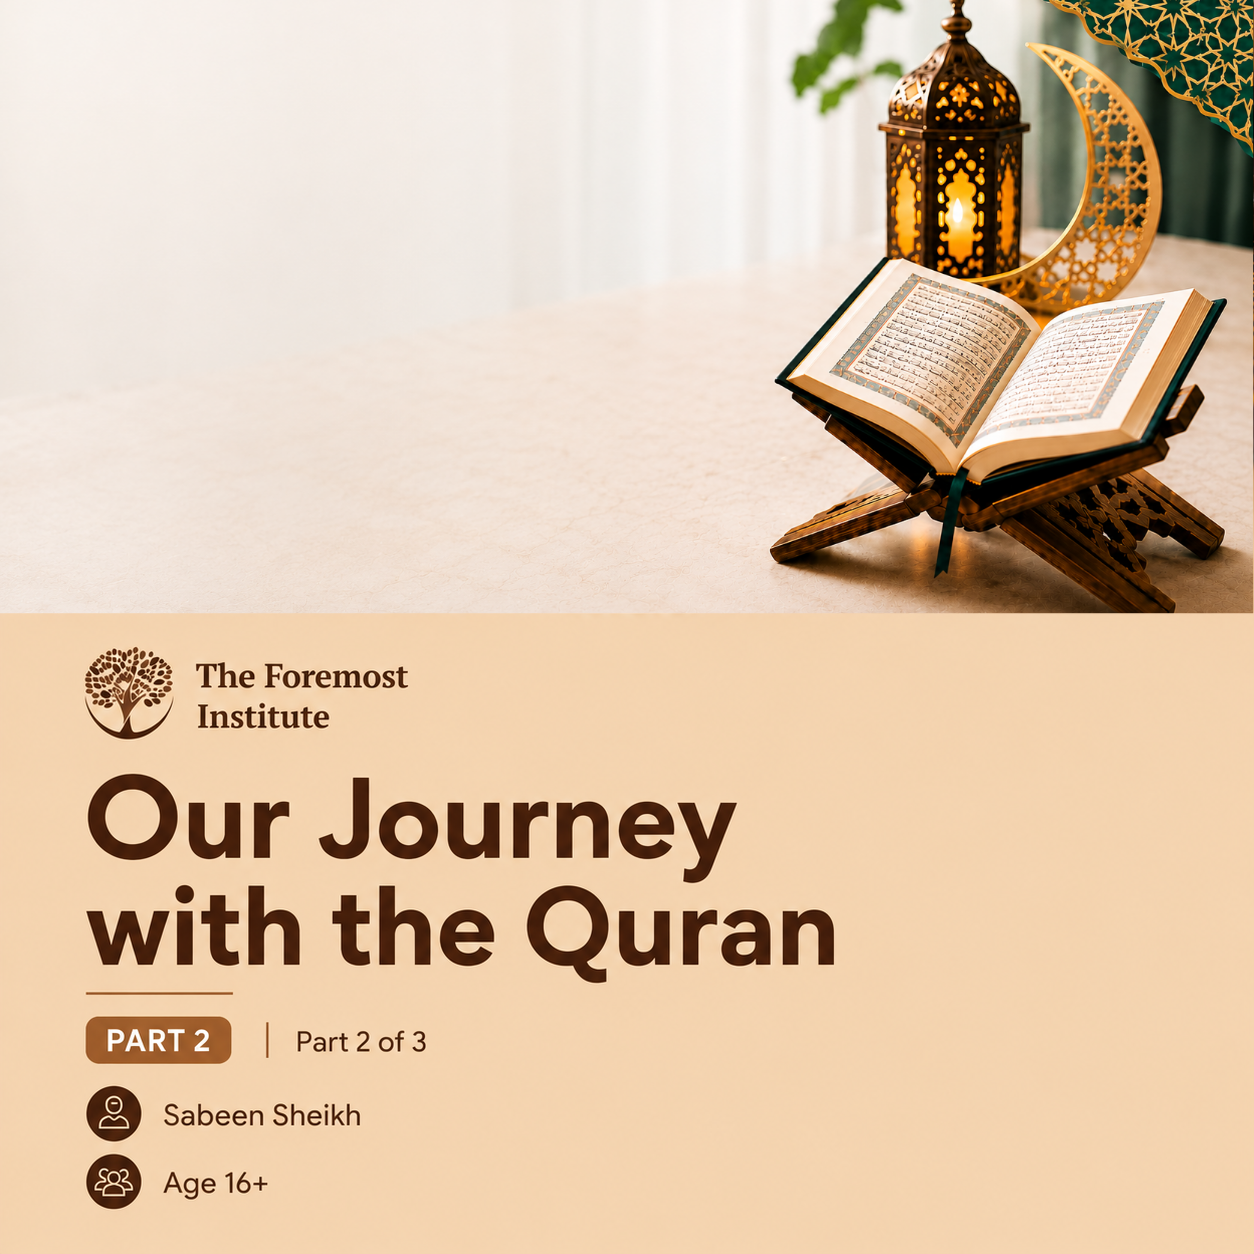 The Foremost
Institute
Our Journey
with the Quran
PART 2
Part 2 of 3
Sabeen Sheikh
Age 16+